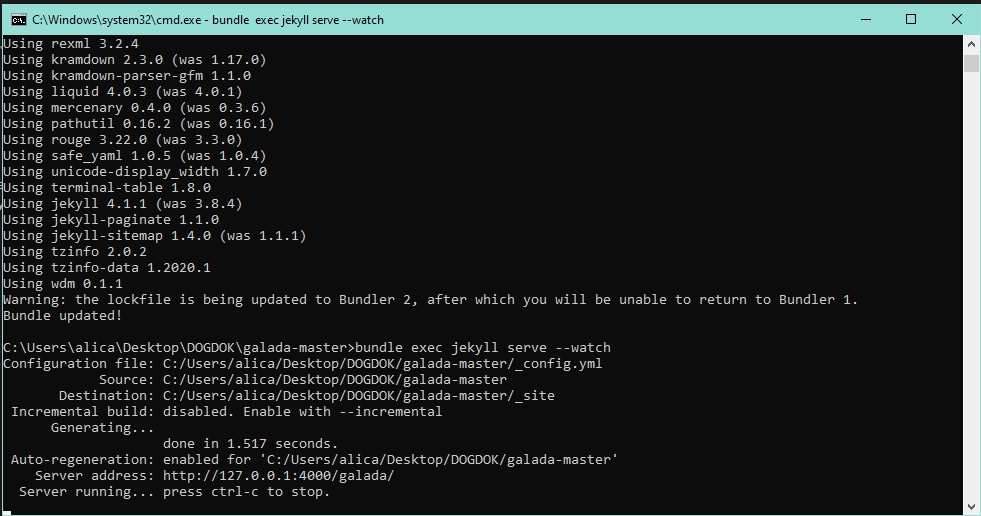 C:\Windows\system32\cmd.exe - bundle  exec jekyll serve --watch
Using rexml 3.2.4
Using kramdown 2.3.0 (was 1.17.0)
Using kramdown-parser-gfm 1.1.0
Using liquid 4.0.3 (was 4.0.1)
Using mercenary 0.4.0 (was 0.3.6)
Using pathutil 0.16.2 (was 0.16.1)
Using rouge 3.22.0 (was 3.3.0)
Using safe_yaml 1.0.5 (was 1.0.4)
Using unicode-display_width 1.7.0
Using terminal-table 1.8.0
Using jekyll 4.1.1 (was 3.8.4)
Using jekyll-paginate 1.1.0
Using jekyll-sitemap 1.4.0 (was 1.1.1)
Using tzinfo 2.0.2
Using tzinfo-data 1.2020.1
Using wdm 0.1.1
Warning: the lockfile is being updated to Bundler 2, after which you will be unable to return to Bundler 1.
Bundle updated!
C:\Users\alica\Desktop\DOGDOK\galada-master>bundle exec jekyll serve --watch
Configuration file: C:/Users/alica/Desktop/DOGDOK/galada-master/_config.yml
Source: C:/Users/alica/Desktop/DOGDOK/galada-master
Destination: C:/Users/alica/Desktop/DOGDOK/galada-master/_site
Incremental build: disabled. Enable with --incremental
Generating...
done in 1.517 seconds.
Auto-regeneration: enabled for 'C:/Users/alica/Desktop/DOGDOK/galada-master'
Server address: http://127.0.0.1:4000/galada/
Server running... press ctrl-c to stop.